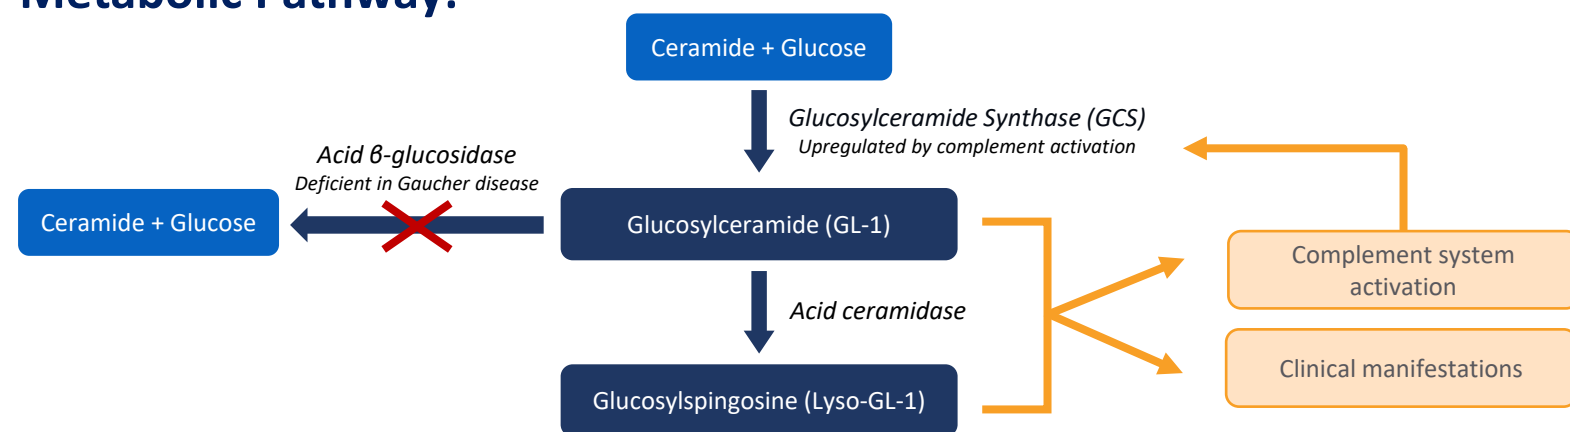 Metabolic Pathway:
Ceramide + Glucose
Glucosylceramide Synthase (GCS)
Upregulated by complement activation
Acid β-glucosidase
Deficient in Gaucher disease
Ceramide + Glucose
Glucosylceramide (GL-1)
Complement system
activation
Acid ceramidase
Clinical manifestations
Glucosylspingosine (Lyso-GL-1)